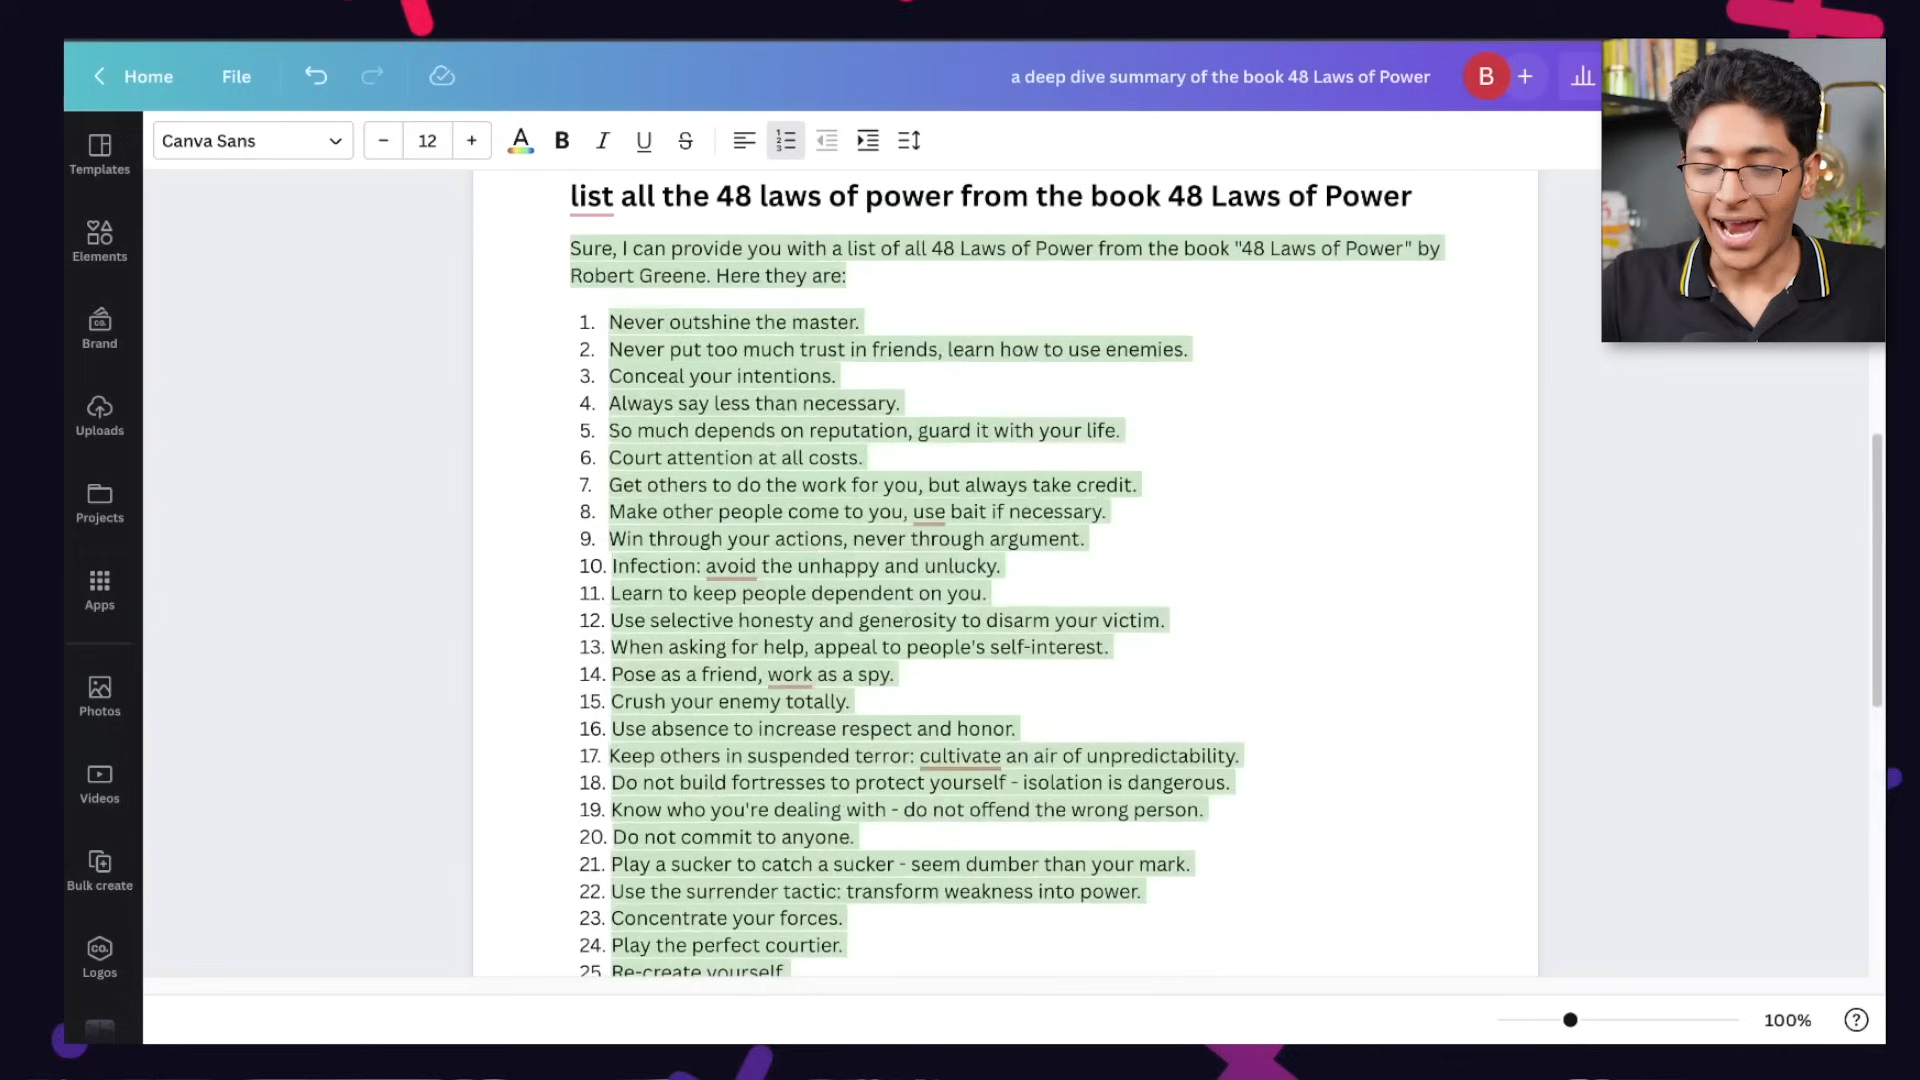 Home
File
a deep dive summary of the book 48 Laws of Power
B
+
Canva Sans
- 12 +
A B I U S
Templates
Elements
Brand
Uploads
Projects
Apps
Photos
Videos
Bulk create
Logos
list all the 48 laws of power from the book 48 Laws of Power
Sure, I can provide you with a list of all 48 Laws of Power from the book "48 Laws of Power" by
Robert Greene. Here they are:
1. Never outshine the master.
2. Never put too much trust in friends, learn how to use enemies.
3. Conceal your intentions.
4. Always say less than necessary.
5. So much depends on reputation, guard it with your life.
6. Court attention at all costs.
7. Get others to do the work for you, but always take credit.
8. Make other people come to you, use bait if necessary.
9. Win through your actions, never through argument.
10. Infection: avoid the unhappy and unlucky.
11. Learn to keep people dependent on you.
12. Use selective honesty and generosity to disarm your victim.
13. When asking for help, appeal to people's self-interest.
14. Pose as a friend, work as a spy.
15. Crush your enemy totally.
16. Use absence to increase respect and honor.
17. Keep others in suspended terror: cultivate an air of unpredictability.
18. Do not build fortresses to protect yourself - isolation is dangerous.
19. Know who you're dealing with - do not offend the wrong person.
20. Do not commit to anyone.
21. Play a sucker to catch a sucker - seem dumber than your mark.
22. Use the surrender tactic: transform weakness into power.
23. Concentrate your forces.
24. Play the perfect courtier.
25. Re-create yourself.
100%
?